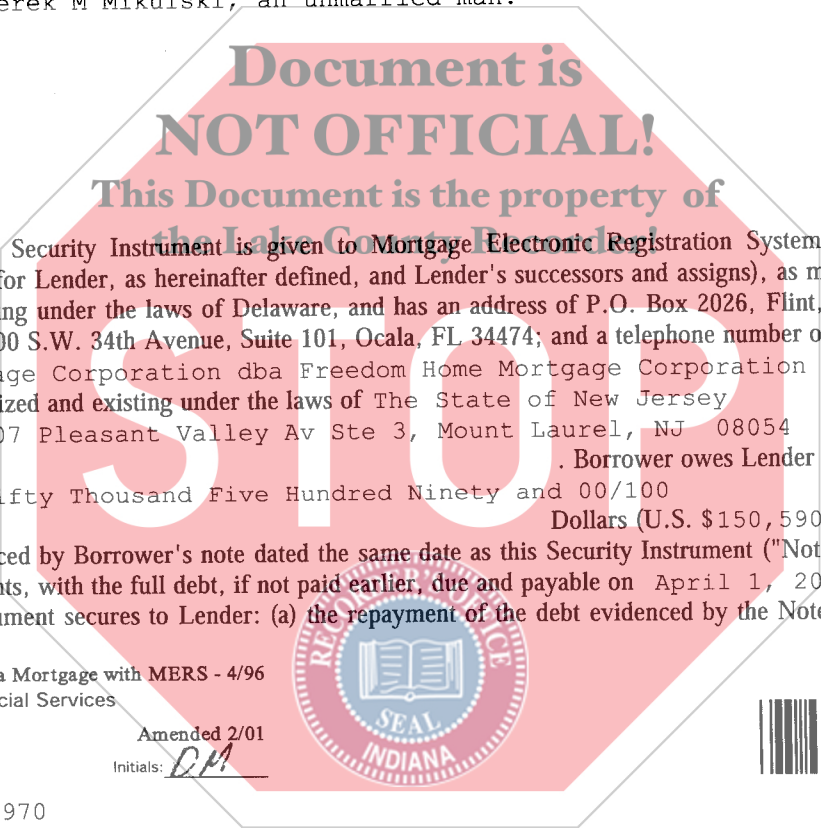 erek M Mikulski, an unmarried man.
Document is
NOT OFFICIAL!
This Document is the property of
the Lake County Recorder!
Security Instrument is given to Mortgage Electronic Registration System
for Lender, as hereinafter defined, and Lender's successors and assigns), as m
ng under the laws of Delaware, and has an address of P.O. Box 2026, Flint,
00 S.W. 34th Avenue, Suite 101, Ocala, FL 34474; and a telephone number o
age Corporation dba Freedom Home Mortgage Corporation
ized and existing under the laws of The State of New Jersey
07 Pleasant Valley Av Ste 3, Mount Laurel, NJ 08054
. Borrower owes Lender
ifty Thousand Five Hundred Ninety and 00/100
Dollars (U.S. $150,590
STOP
ced by Borrower's note dated the same date as this Security Instrument ("Not
nts, with the full debt, if not paid earlier, due and payable on April 1, 20
ument secures to Lender: (a) the repayment of the debt evidenced by the Note
RECORDER'S OFFICE
SEAL
INDIANA
a Mortgage with MERS - 4/96
cial Services
Amended 2/01
Initials: DM
970